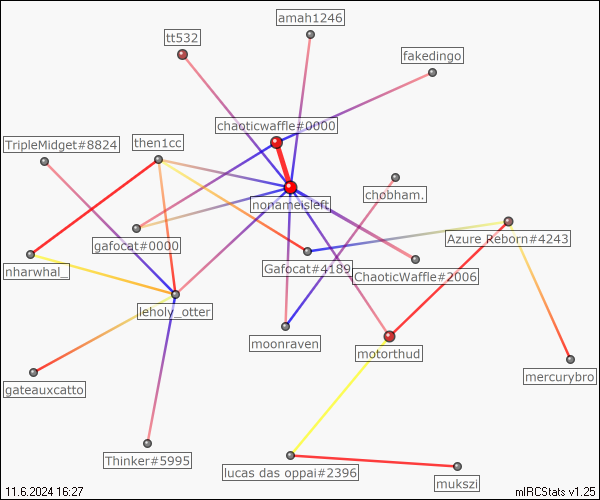 amah1246
tt532
fakedingo
chaoticwaffle#0000
TripleMidget#8824
then1cc
chobham.
nonameisleft
Azure Reborn#4243
gafocat#0000
nharwhal_
Gafocat#4189
ChaoticWaffle#2006
leholy_otter
moonraven
motorthud
mercurybro
gateauxcatto
Thinker#5995
lucas das oppai#2396
mukszi
11.6.2024 16:27
mIRCStats v1.25